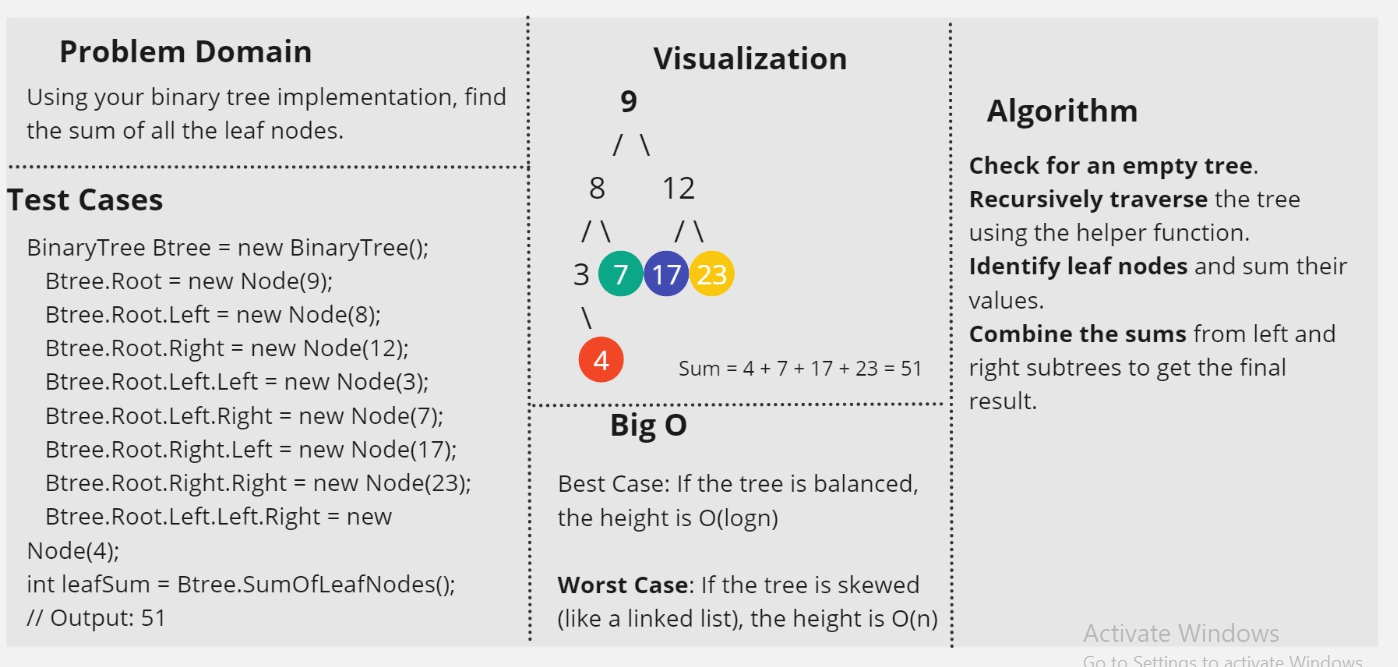 Problem Domain
Using your binary tree implementation, find
the sum of all the leaf nodes.
Test Cases
BinaryTree Btree = new BinaryTree();
Btree.Root = new Node(9);
Btree.Root.Left = new Node(8);
Btree.Root.Right = new Node(12);
Btree.Root.Left.Left = new Node(3);
Btree.Root.Left.Right = new Node(7);
Btree.Root.Right.Left = new Node(17);
Btree.Root.Right.Right = new Node(23);
Btree.Root.Left.Left.Right = new
Node(4);
int leafSum = Btree.SumOfLeafNodes();
// Output: 51
Visualization
9
/ \
8 12
/ \ / \
3 7 17 23
\
4
Sum = 4 + 7 + 17 + 23 = 51
Big O
Best Case: If the tree is balanced,
the height is O(logn)
Worst Case: If the tree is skewed
(like a linked list), the height is O(n)
Algorithm
Check for an empty tree.
Recursively traverse the tree
using the helper function.
Identify leaf nodes and sum their
values.
Combine the sums from left and
right subtrees to get the final
result.
Activate Windows
Go to Settings to activate Windows